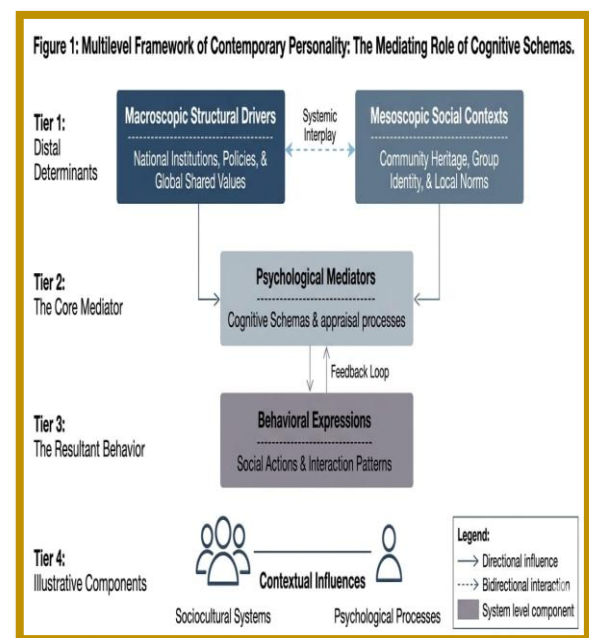 Figure 1: Multilevel Framework of Contemporary Personality: The Mediating Role of Cognitive Schemas.
Tier 1:
Distal
Determinants
Macroscopic Structural Drivers
National Institutions, Policies, &
Global Shared Values
Systemic
Interplay
Mesoscopic Social Contexts
Community Heritage, Group
Identity, & Local Norms
Tier 2:
The Core Mediator
Psychological Mediators
Cognitive Schemas & appraisal processes
Feedback Loop
Tier 3:
The Resultant Behavior
Behavioral Expressions
Social Actions & Interaction Patterns
Tier 4:
Illustrative Components
Contextual Influences
Sociocultural Systems
Psychological Processes
Legend:
Directional influence
Bidirectional interaction
System level component